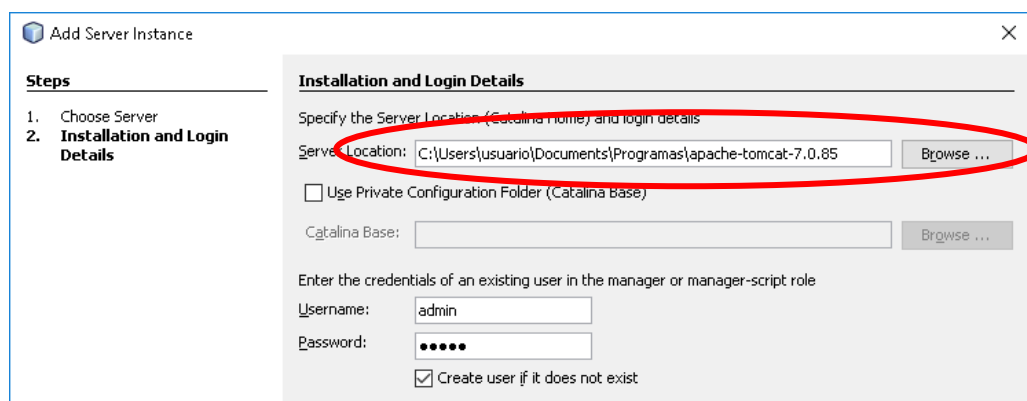 Add Server Instance
Steps
1. Choose Server
2. Installation and Login
Details
Installation and Login Details
Specify the Server Location (Catalina Home) and login details
Server Location: C:\Users\usuario\Documents\Programas\apache-tomcat-7.0.85 Browse ...
Use Private Configuration Folder (Catalina Base)
Catalina Base: Browse ...
Enter the credentials of an existing user in the manager or manager-script role
Username: admin
Password: •••••
Create user if it does not exist